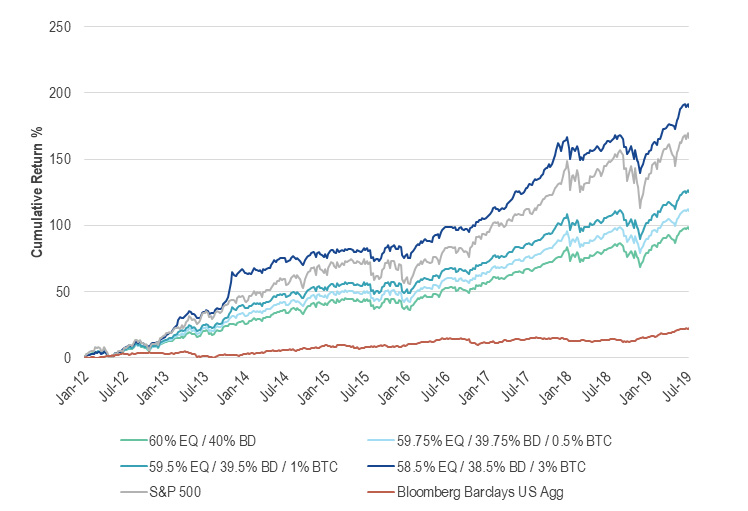 250
200
150
100
50
0
Cumulative Return %
Jan-12
Jul-12
Jan-13
Jul-13
Jan-14
Jul-14
Jan-15
Jul-15
Jan-16
Jul-16
Jan-17
Jul-17
Jan-18
Jul-18
Jan-19
Jul-19
60% EQ / 40% BD
59.75% EQ / 39.75% BD / 0.5% BTC
59.5% EQ / 39.5% BD / 1% BTC
58.5% EQ / 38.5% BD / 3% BTC
S&P 500
Bloomberg Barclays US Agg